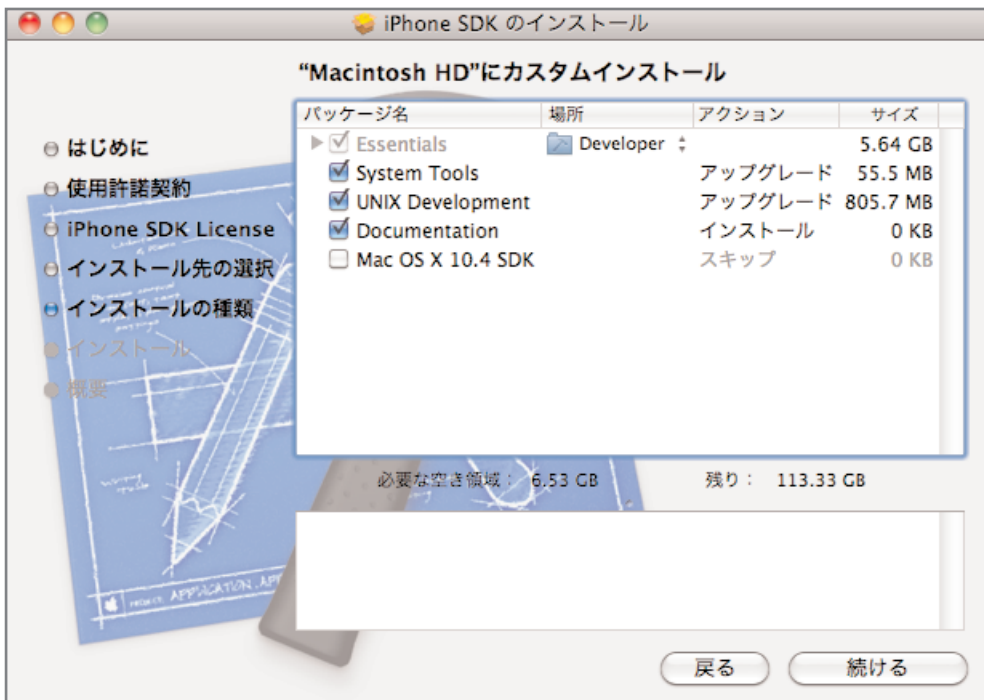 iPhone SDK のインストール
“Macintosh HD”にカスタムインストール
はじめに
使用許諾契約
iPhone SDK License
インストール先の選択
インストールの種類
インストール
概要
パッケージ名 場所 アクション サイズ
Essentials Developer 5.64 GB
System Tools アップグレード 55.5 MB
UNIX Development アップグレード 805.7 MB
Documentation インストール 0 KB
Mac OS X 10.4 SDK スキップ 0 KB
必要な空き領域： 6.53 GB 残り： 113.33 GB
PROJECT APPLICATION.APP
戻る 続ける